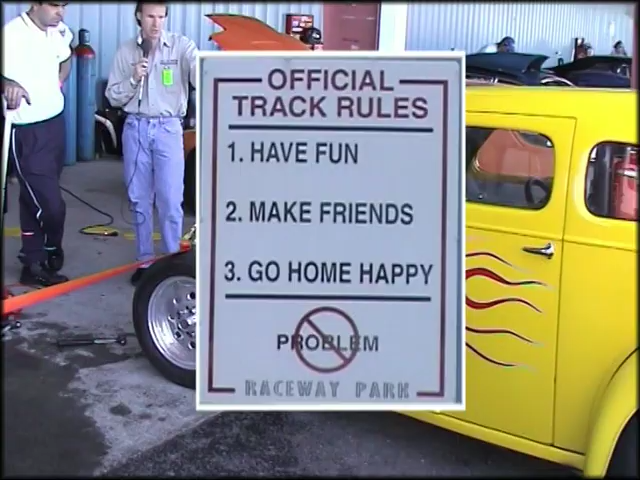 OFFICIAL
TRACK RULES
1. HAVE FUN
2. MAKE FRIENDS
3. GO HOME HAPPY
PROBLEM
RACEWAY PARK